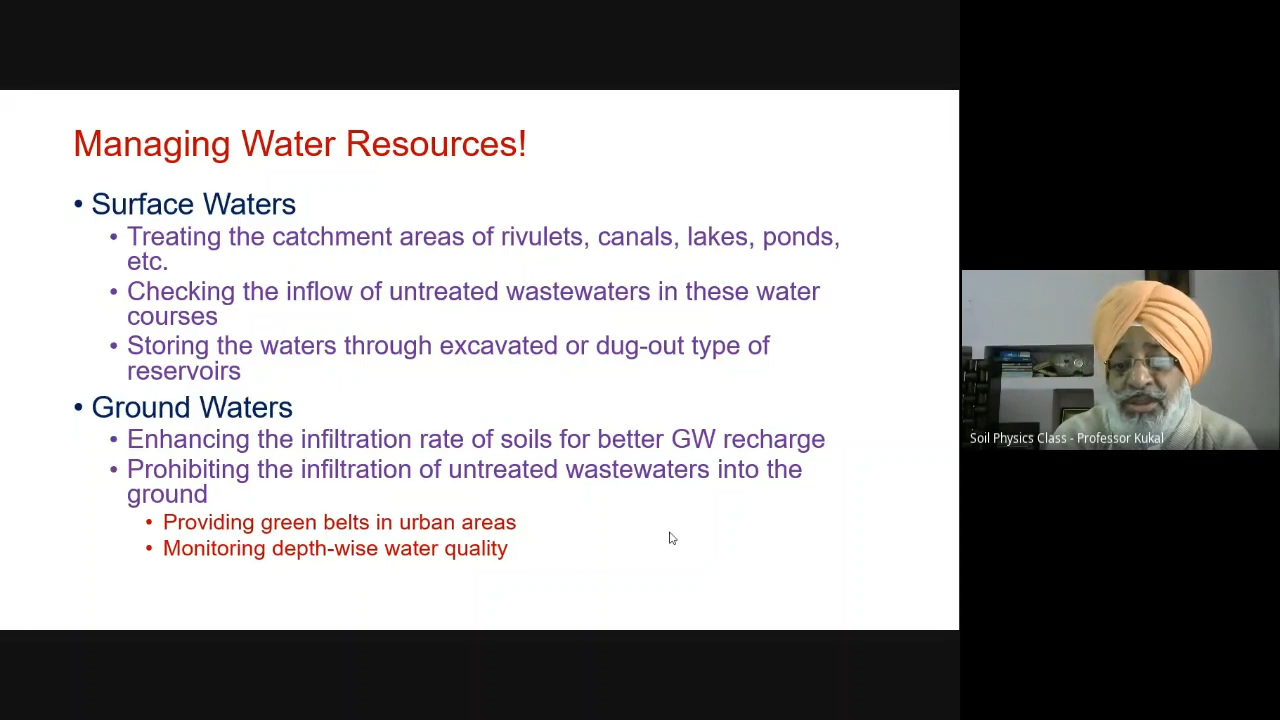 Managing Water Resources!
• Surface Waters
• Treating the catchment areas of rivulets, canals, lakes, ponds,
etc.
• Checking the inflow of untreated wastewaters in these water
courses
• Storing the waters through excavated or dug-out type of
reservoirs
• Ground Waters
• Enhancing the infiltration rate of soils for better GW recharge
• Prohibiting the infiltration of untreated wastewaters into the
ground
• Providing green belts in urban areas
• Monitoring depth-wise water quality
Soil Physics Class - Professor Kukal